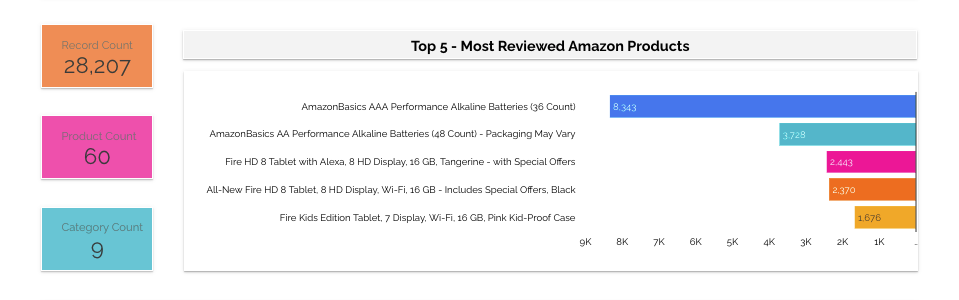 Record Count
28,207
Product Count
60
Category Count
9
Top 5 - Most Reviewed Amazon Products
AmazonBasics AAA Performance Alkaline Batteries (36 Count)
8,343
AmazonBasics AA Performance Alkaline Batteries (48 Count) - Packaging May Vary
3,728
Fire HD 8 Tablet with Alexa, 8 HD Display, 16 GB, Tangerine - with Special Offers
2,443
All-New Fire HD 8 Tablet, 8 HD Display, Wi-Fi, 16 GB - Includes Special Offers, Black
2,370
Fire Kids Edition Tablet, 7 Display, Wi-Fi, 16 GB, Pink Kid-Proof Case
1,676
9K 8K 7K 6K 5K 4K 3K 2K 1K ..